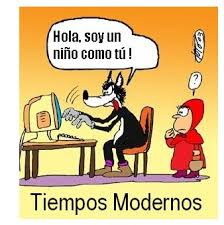 Hola, soy un
niño como tú !
?
Tiempos Modernos